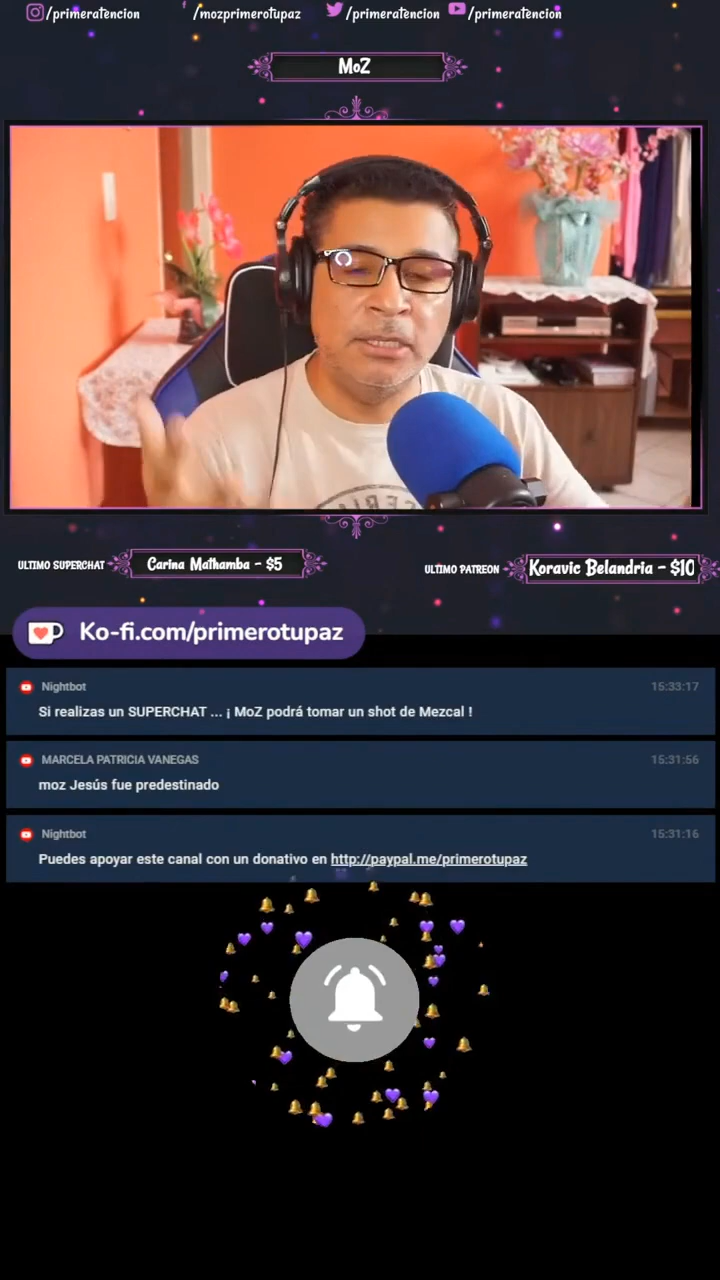 /primeratencion
/mozprimerotupaz
/primeratencion
/primeratencion
MoZ
ULTIMO SUPERCHAT
Carina Mathamba - $5
ULTIMO PATREON
Koravic Belandria - $10
Ko-fi.com/primerotupaz
Nightbot
15:33:17
Si realizas un SUPERCHAT ... ¡ MoZ podrá tomar un shot de Mezcal !
MARCELA PATRICIA VANEGAS
15:31:56
moz Jesús fue predestinado
Nightbot
15:31:16
Puedes apoyar este canal con un donativo en http://paypal.me/primerotupaz